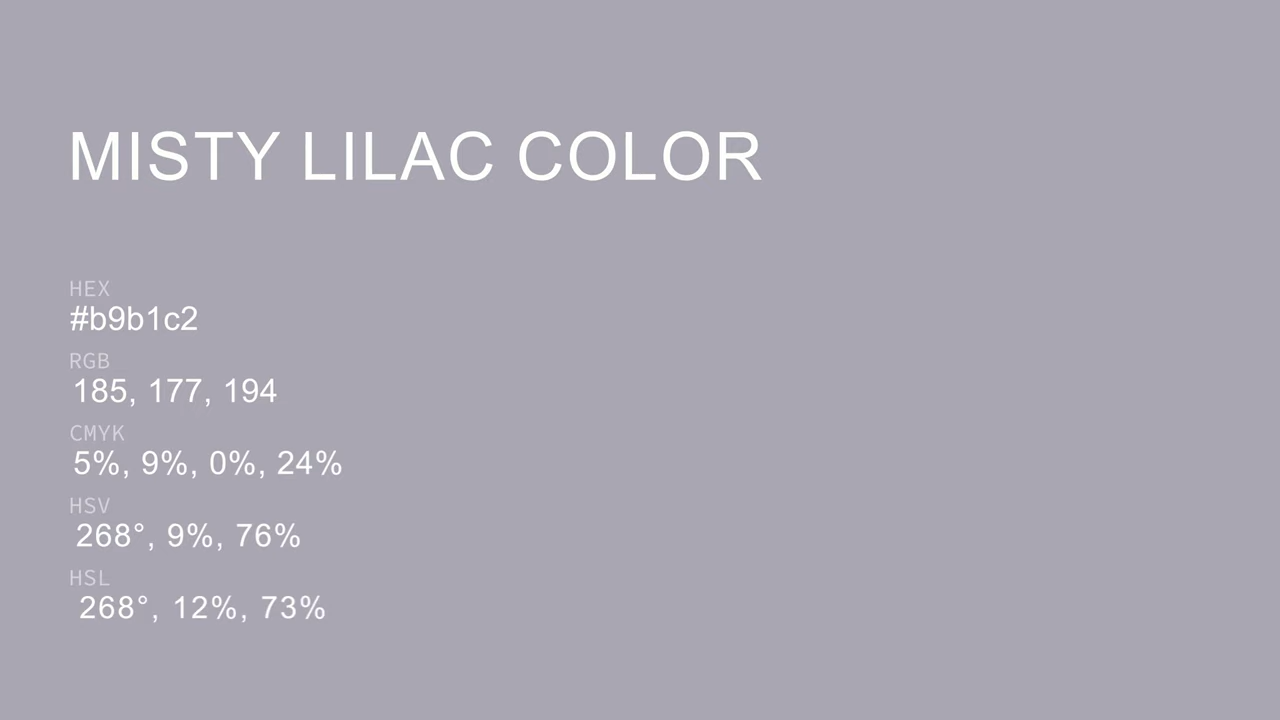 MISTY LILAC COLOR
HEX
#b9b1c2
RGB
185, 177, 194
CMYK
5%, 9%, 0%, 24%
HSV
268°, 9%, 76%
HSL
268°, 12%, 73%